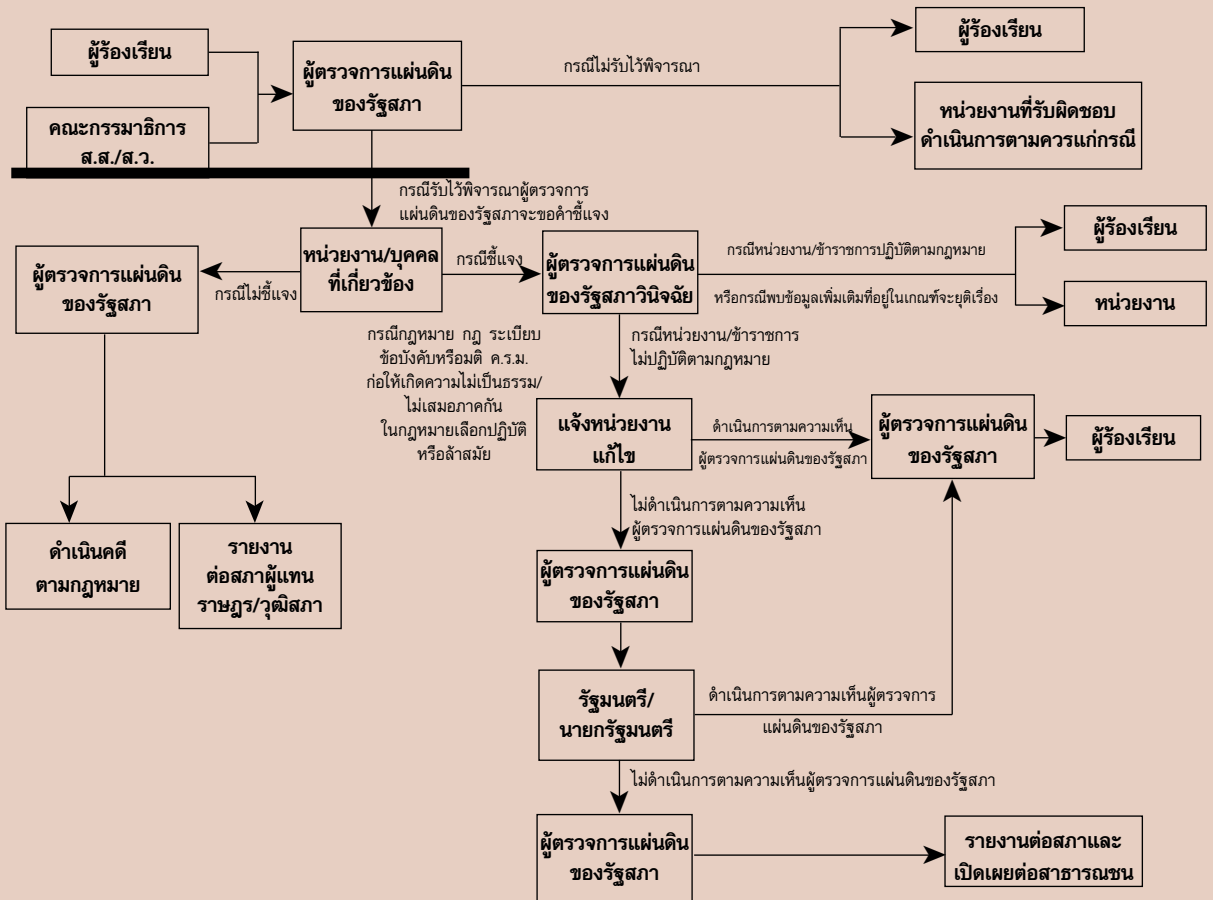 ผู้ร้องเรียน
คณะกรรมาธิการ
ส.ส./ส.ว.
ผู้ตรวจการแผ่นดิน
ของรัฐสภา
กรณีไม่รับไว้พิจารณา
ผู้ร้องเรียน
หน่วยงานที่รับผิดชอบ
ดำเนินการตามควรแก่กรณี
กรณีรับไว้พิจารณาผู้ตรวจการ
แผ่นดินของรัฐสภาจะขอคำชี้แจง
หน่วยงาน/บุคคล
ที่เกี่ยวข้อง
กรณีไม่ชี้แจง
ผู้ตรวจการแผ่นดิน
ของรัฐสภา
กรณีชี้แจง
ผู้ตรวจการแผ่นดิน
ของรัฐสภาวินิจฉัย
กรณีหน่วยงาน/ข้าราชการปฏิบัติตามกฎหมาย
หรือกรณีพบข้อมูลเพิ่มเติมที่อยู่ในเกณฑ์จะยุติเรื่อง
ผู้ร้องเรียน
หน่วยงาน
กรณีกฎหมาย กฎ ระเบียบ
ข้อบังคับหรือมติ ค.ร.ม.
ก่อให้เกิดความไม่เป็นธรรม/
ไม่เสมอภาคกัน
ในกฎหมายเลือกปฏิบัติ
หรือล้าสมัย
กรณีหน่วยงาน/ข้าราชการ
ไม่ปฏิบัติตามกฎหมาย
แจ้งหน่วยงาน
แก้ไข
ดำเนินการตามความเห็น
ผู้ตรวจการแผ่นดินของรัฐสภา
ผู้ตรวจการแผ่นดิน
ของรัฐสภา
ผู้ร้องเรียน
ดำเนินคดี
ตามกฎหมาย
รายงาน
ต่อสภาผู้แทน
ราษฎร/วุฒิสภา
ไม่ดำเนินการตามความเห็น
ผู้ตรวจการแผ่นดินของรัฐสภา
ผู้ตรวจการแผ่นดิน
ของรัฐสภา
รัฐมนตรี/
นายกรัฐมนตรี
ดำเนินการตามความเห็นผู้ตรวจการ
แผ่นดินของรัฐสภา
ไม่ดำเนินการตามความเห็นผู้ตรวจการแผ่นดินของรัฐสภา
ผู้ตรวจการแผ่นดิน
ของรัฐสภา
รายงานต่อสภาและ
เปิดเผยต่อสาธารณชน